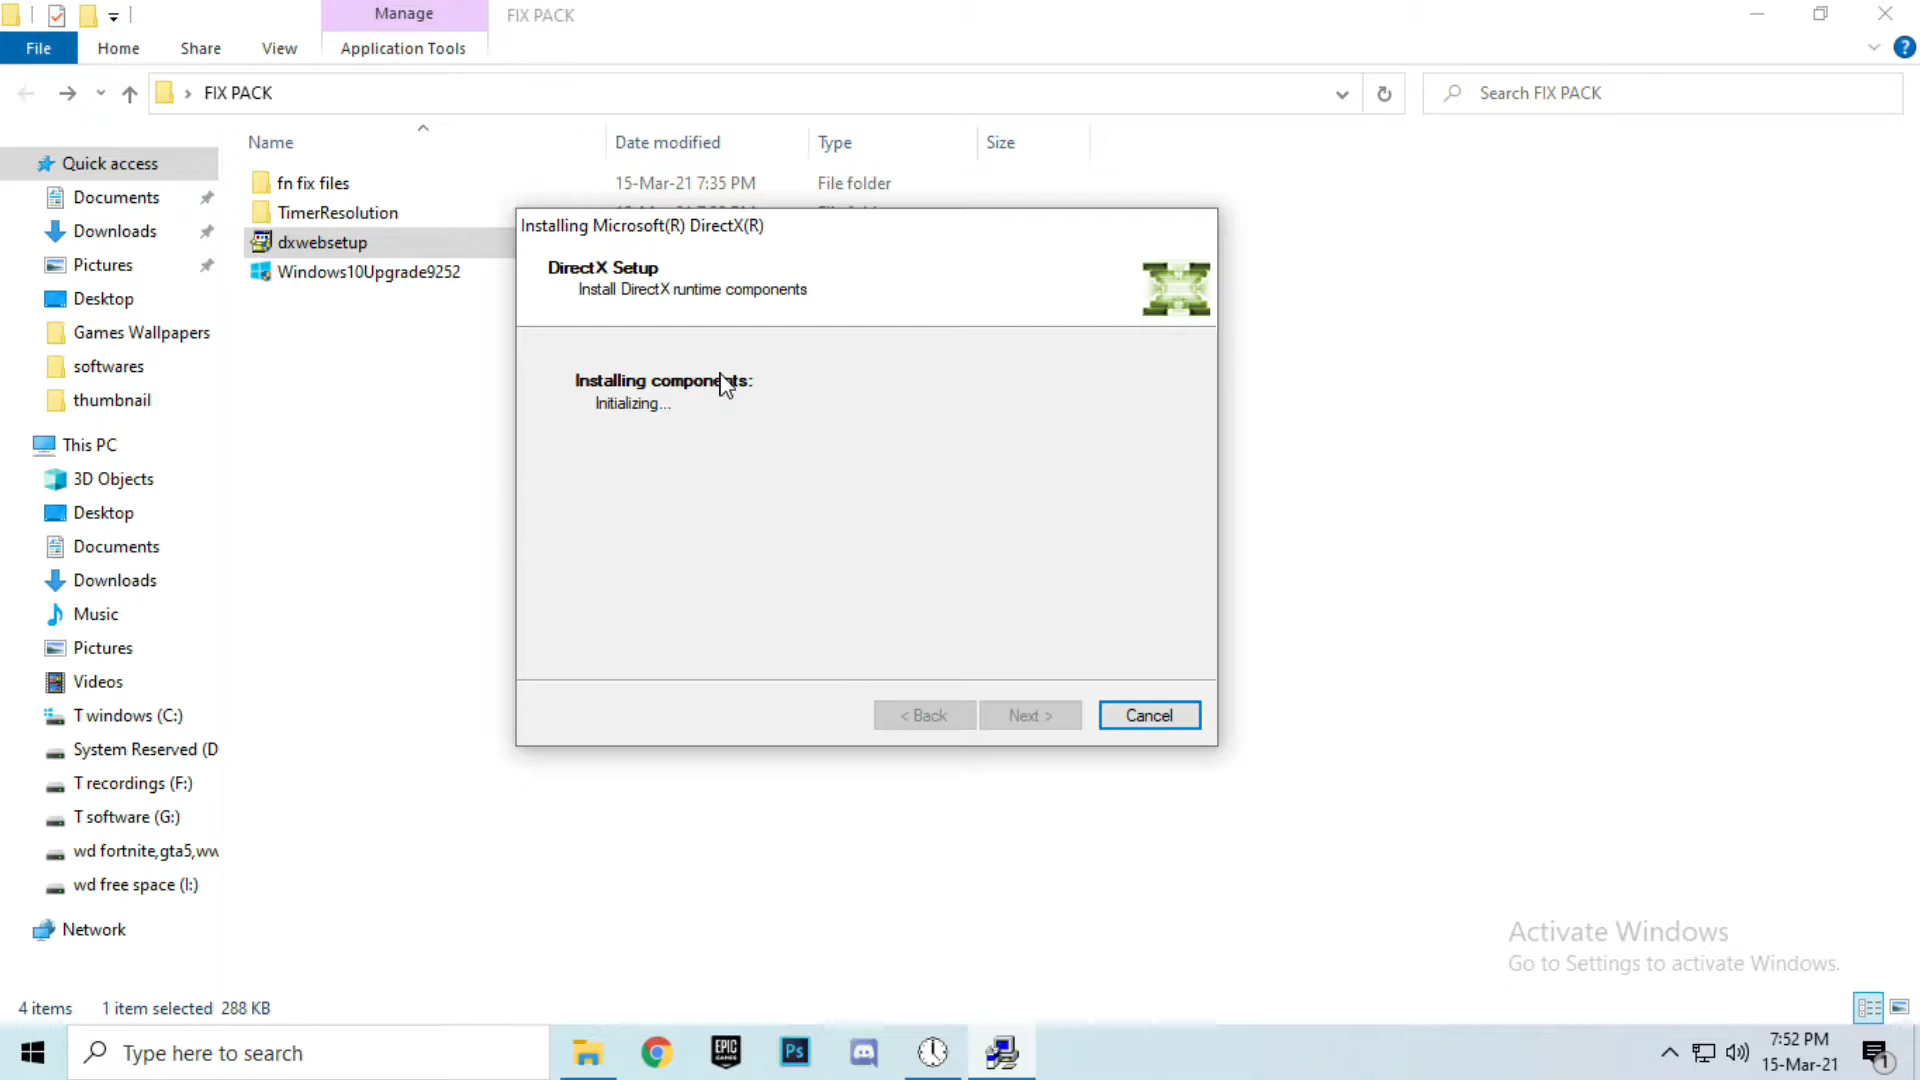 Manage
FIX PACK
File
Home
Share
View
Application Tools
FIX PACK
Search FIX PACK
Name
Date modified
Type
Size
Quick access
Documents
Downloads
Pictures
Desktop
Games Wallpapers
softwares
thumbnail
This PC
3D Objects
Desktop
Documents
Downloads
Music
Pictures
Videos
T windows (C:)
System Reserved (D
T recordings (F:)
T software (G:)
wd fortnite,gta5,ww
wd free space (I:)
Network
fn fix files
15-Mar-21 7:35 PM
File folder
TimerResolution
dxwebsetup
Windows10Upgrade9252
Installing Microsoft(R) DirectX(R)
DirectX Setup
Install DirectX runtime components
Installing components:
Initializing...
< Back
Next >
Cancel
Activate Windows
Go to Settings to activate Windows.
4 items
1 item selected 288 KB
Type here to search
EPIC GAMES
Ps
7:52 PM
15-Mar-21
1